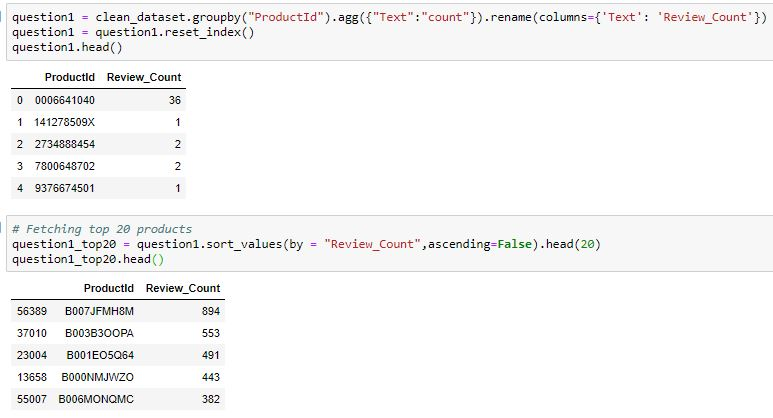 question1 = clean_dataset.groupby("ProductId").agg({"Text":"count"}).rename(columns={'Text': 'Review_Count'})
question1 = question1.reset_index()
question1.head()
ProductId Review_Count
0 0006641040 36
1 141278509X 1
2 2734888454 2
3 7800648702 2
4 9376674501 1
# Fetching top 20 products
question1_top20 = question1.sort_values(by = "Review_Count",ascending=False).head(20)
question1_top20.head()
ProductId Review_Count
56389 B007JFMH8M 894
37010 B003B3OOPA 553
23004 B001EO5Q64 491
13658 B000NMJWZO 443
55007 B006MONQMC 382